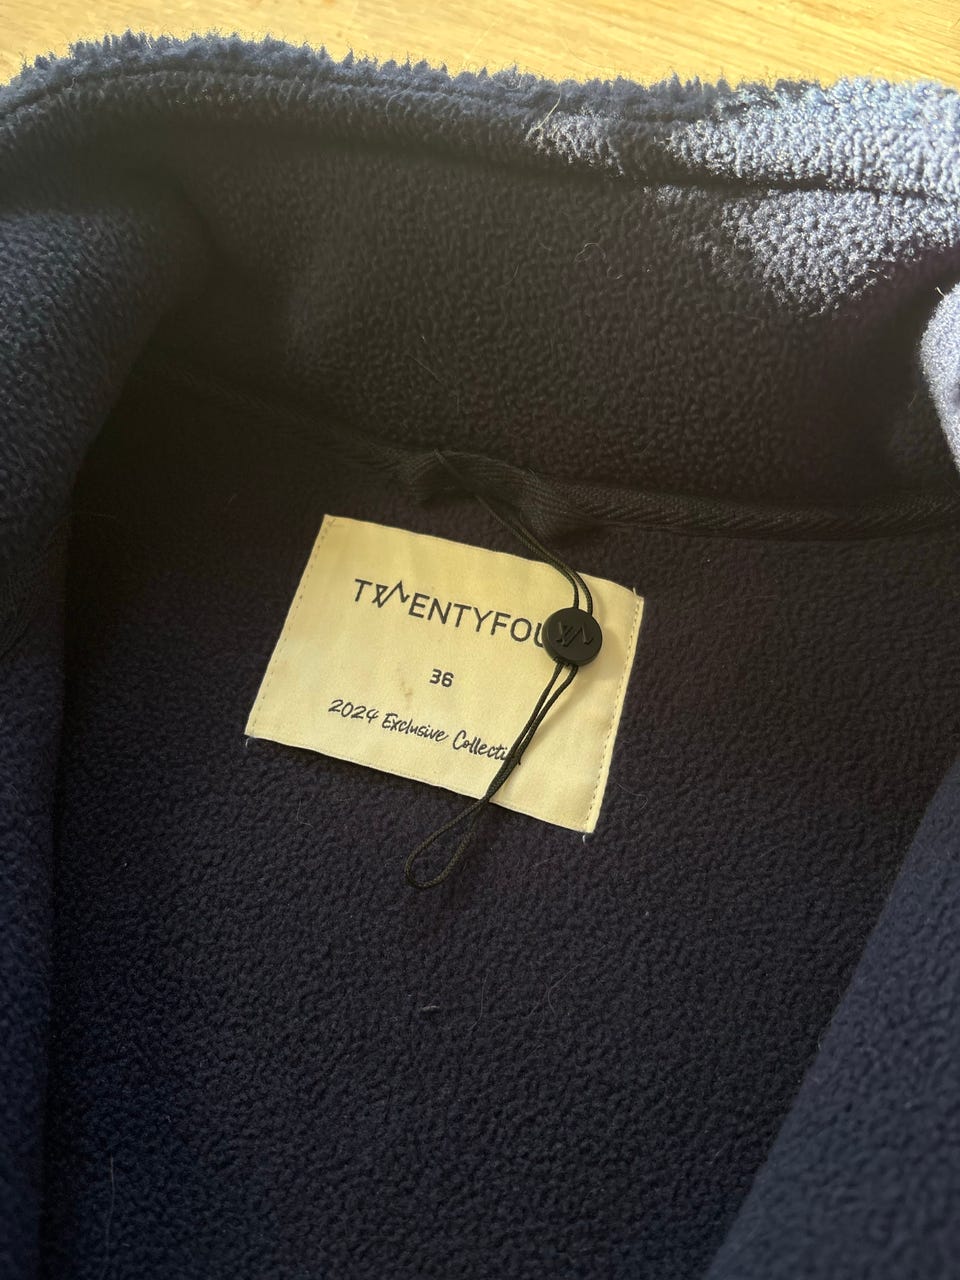 TWENTYFOU
36
2024 Exclusive Collecti